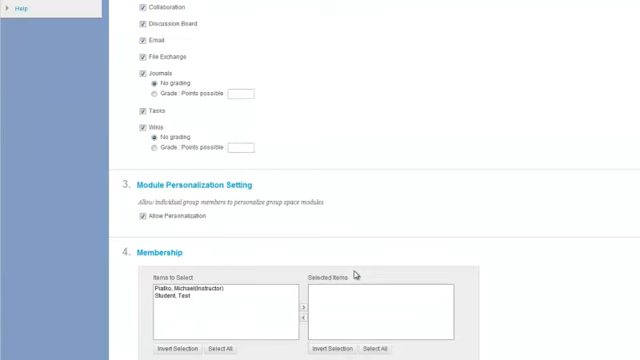 Help
Collaboration
Discussion Board
Email
File Exchange
Journals
No grading
Grade : Points possible :
Tasks
Wikis
No grading
Grade : Points possible :
3. Module Personalization Setting
Allow individual group members to personalize group space modules
Allow Personalization
4. Membership
Items to Select
Selected Items
Piatko, Michael(Instructor)
Student, Test
Invert Selection
Select All
Invert Selection
Select All